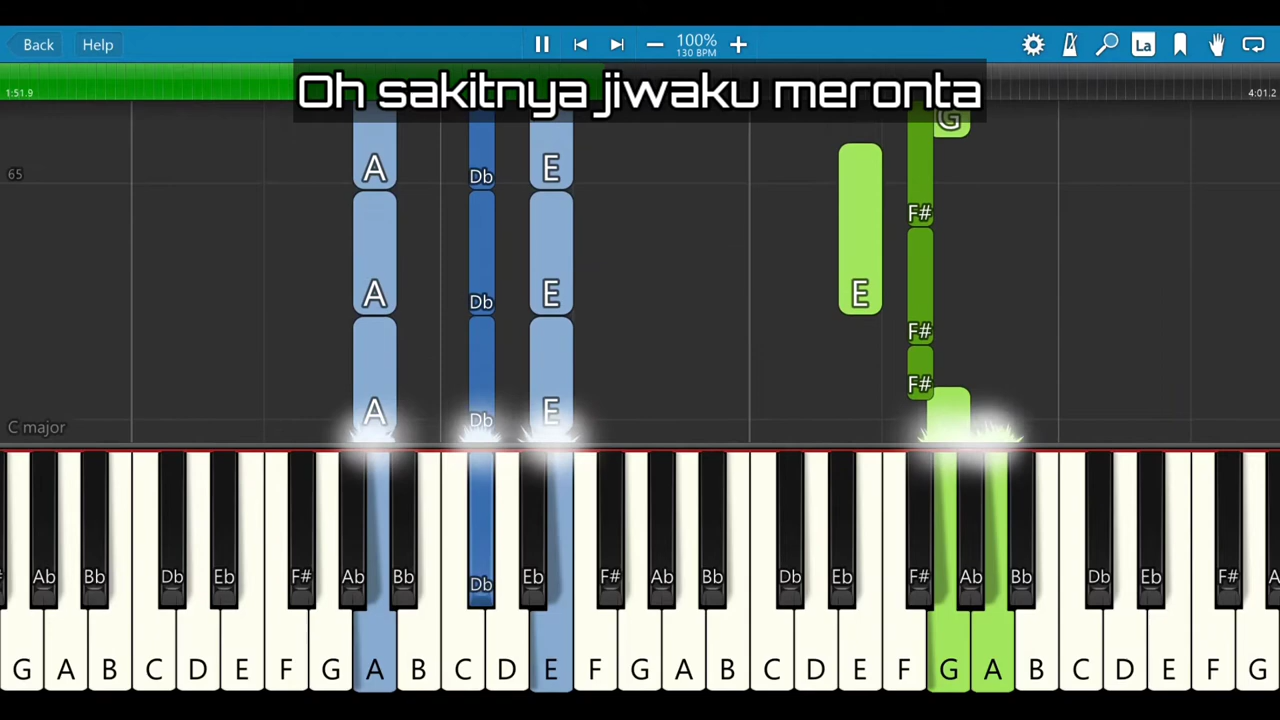 Back Help 100% 130 BPM La
1:51.9 4:01.2
Oh sakitnya jiwaku meronta
G
65
A Db E
F#
A Db E E
F#
F#
A Db E
C major
Ab Bb Db Eb F# Ab Bb Db Eb F# Ab Bb Db Eb F# Ab Bb Db Eb F# A
G A B C D E F G A B C D E F G A B C D E F G A B C D E F G